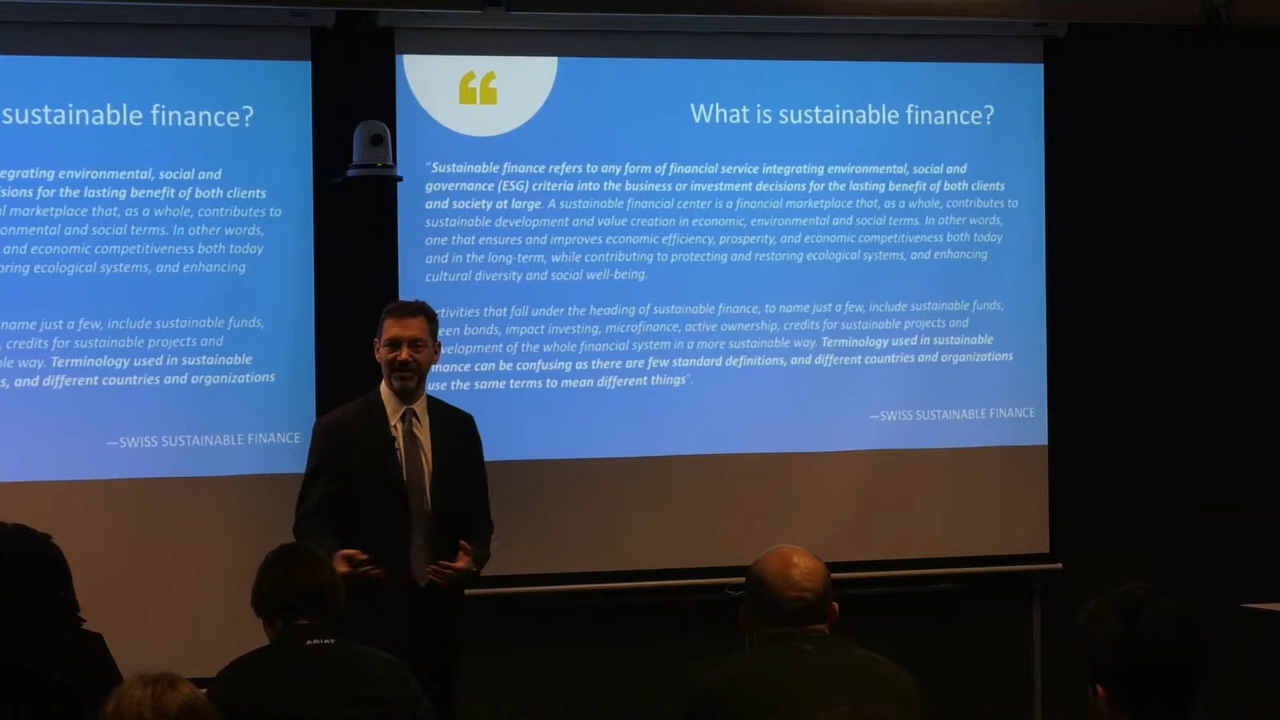 sustainable finance?
egrating environmental, social and
sions for the lasting benefit of both clients
l marketplace that, as a whole, contributes to
onmental and social terms. In other words,
and economic competitiveness both today
oring ecological systems, and enhancing
name just a few, include sustainable funds,
, credits for sustainable projects and
ble way. Terminology used in sustainable
s, and different countries and organizations
—SWISS SUSTAINABLE FINANCE
“
What is sustainable finance?
“Sustainable finance refers to any form of financial service integrating environmental, social and
governance (ESG) criteria into the business or investment decisions for the lasting benefit of both clients
and society at large. A sustainable financial center is a financial marketplace that, as a whole, contributes to
sustainable development and value creation in economic, environmental and social terms. In other words,
one that ensures and improves economic efficiency, prosperity, and economic competitiveness both today
and in the long-term, while contributing to protecting and restoring ecological systems, and enhancing
cultural diversity and social well-being.
ctivities that fall under the heading of sustainable finance, to name just a few, include sustainable funds,
een bonds, impact investing, microfinance, active ownership, credits for sustainable projects and
velopment of the whole financial system in a more sustainable way. Terminology used in sustainable
inance can be confusing as there are few standard definitions, and different countries and organizations
use the same terms to mean different things”.
—SWISS SUSTAINABLE FINANCE
ARIAT